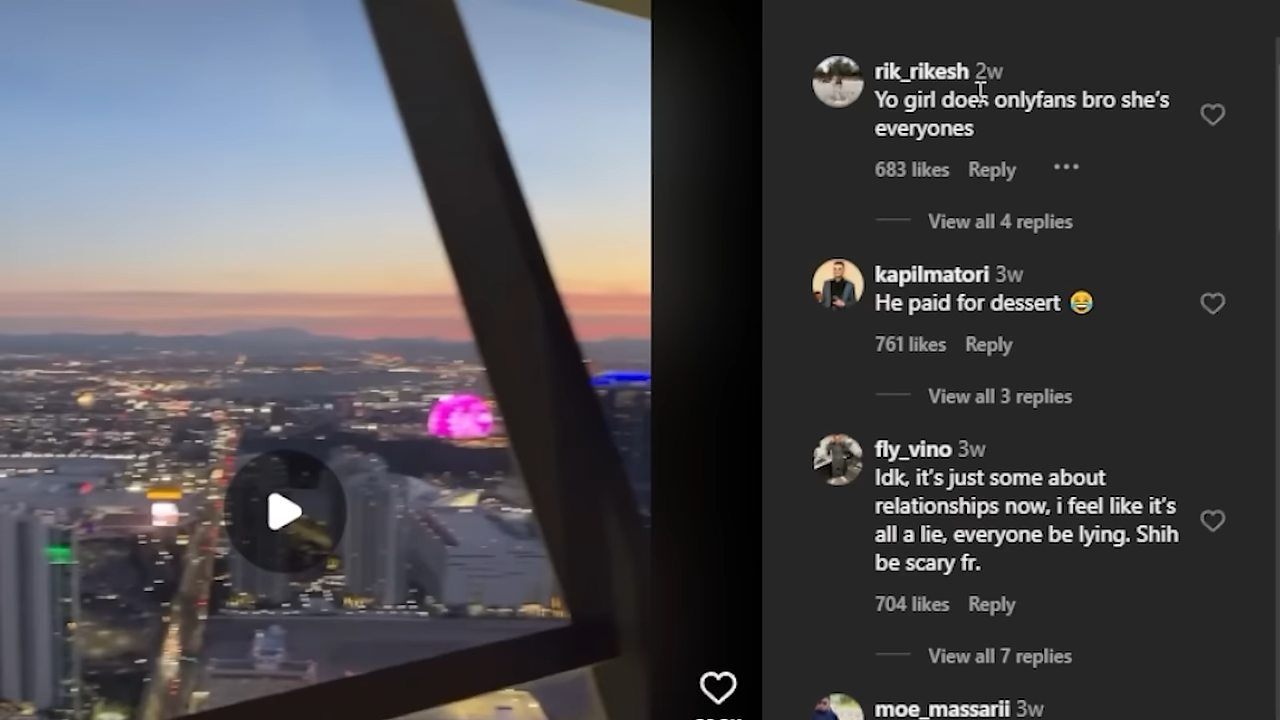 rik_rikesh 2w
Yo girl does onlyfans bro she's
everyones
683 likes Reply
View all 4 replies
kapilmatori 3w
He paid for dessert 😂
761 likes Reply
View all 3 replies
fly_vino 3w
Idk, it's just some about
relationships now, i feel like it's
all a lie, everyone be lying. Shih
be scary fr.
704 likes Reply
View all 7 replies
moe_massarii 3w